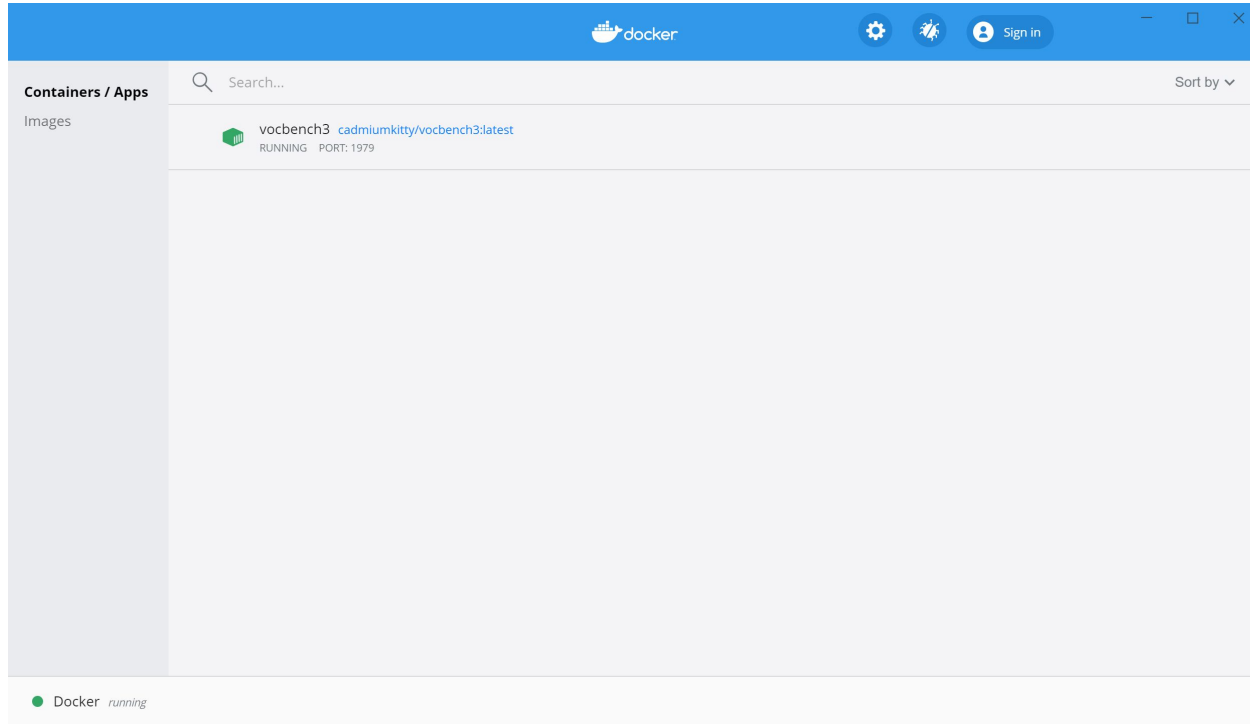 docker
Sign in
Containers / Apps
Images
Search...
Sort by
vocbench3 cadmiumkitty/vocbench3:latest
RUNNING PORT: 1979
Docker running